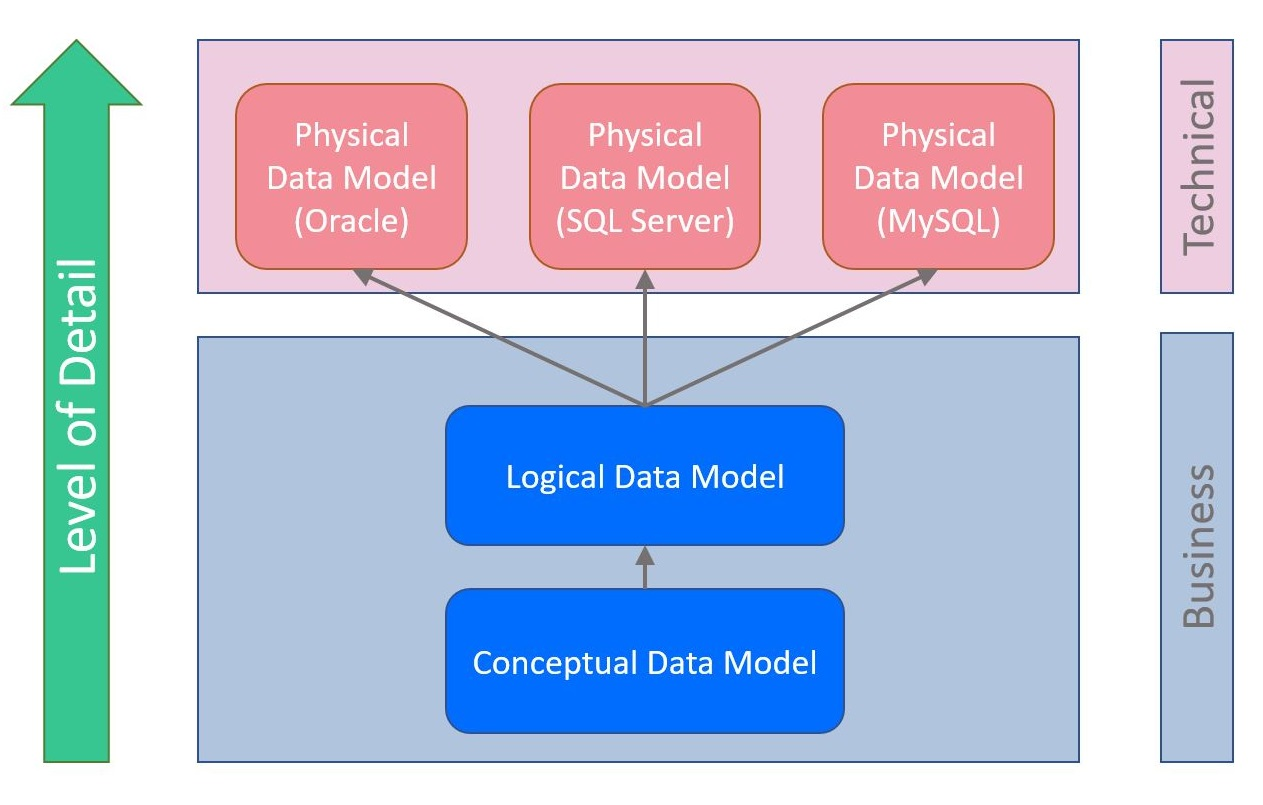 Level of Detail
Physical
Data Model
(Oracle)
Physical
Data Model
(SQL Server)
Physical
Data Model
(MySQL)
Technical
Logical Data Model
Conceptual Data Model
Business